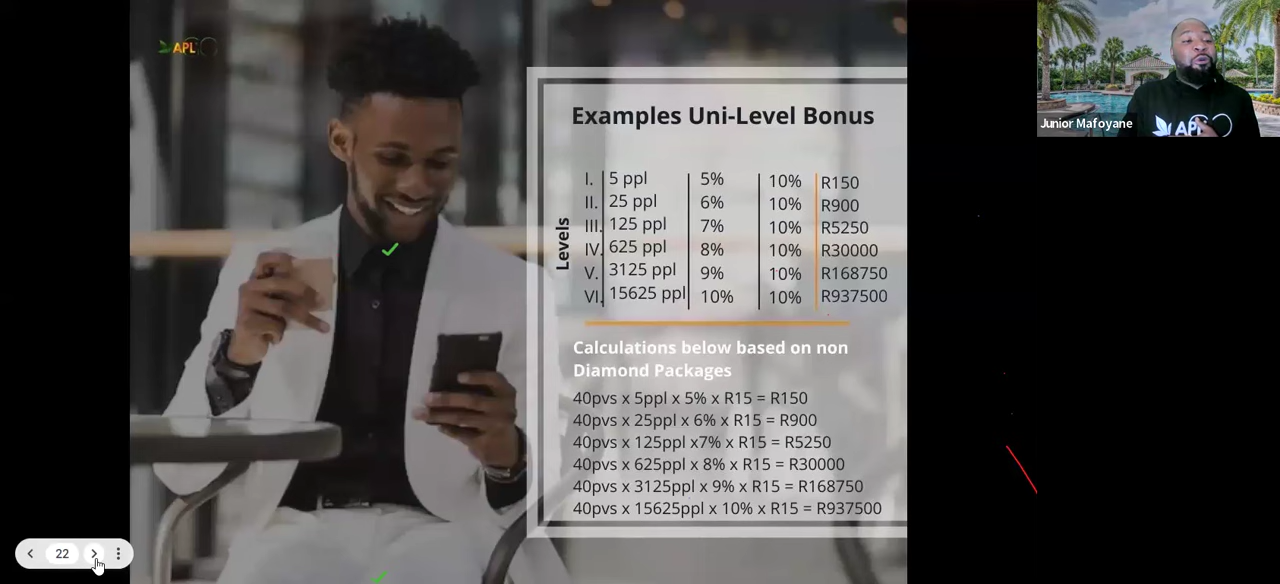 APLGO
Junior Mafoyane
APLGO
Examples Uni-Level Bonus
Levels
I. 5 ppl 5% 10% R150
II. 25 ppl 6% 10% R900
III. 125 ppl 7% 10% R5250
IV. 625 ppl 8% 10% R30000
V. 3125 ppl 9% 10% R168750
VI. 15625 ppl 10% 10% R937500
Calculations below based on non
Diamond Packages
40pvs x 5ppl x 5% x R15 = R150
40pvs x 25ppl x 6% x R15 = R900
40pvs x 125ppl x7% x R15 = R5250
40pvs x 625ppl x 8% x R15 = R30000
40pvs x 3125ppl x 9% x R15 = R168750
40pvs x 15625ppl x 10% x R15 = R937500
22